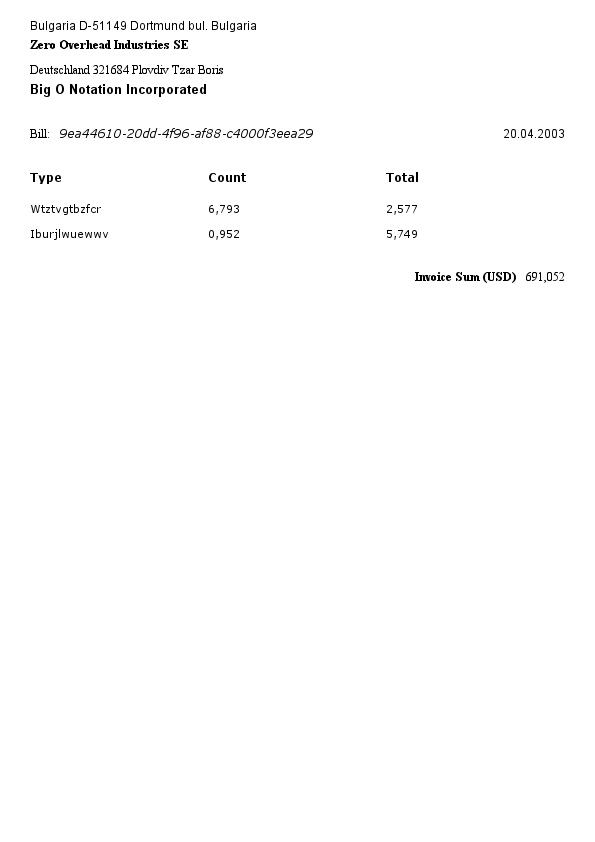 Bulgaria D-51149 Dortmund bul. Bulgaria
Zero Overhead Industries SE
Deutschland 321684 Plovdiv Tzar Boris
Big O Notation Incorporated
Bill: 9ea44610-20dd-4f96-af88-c4000f3eea29 20.04.2003
Type Count Total
Wtztvgtbzfcr 6,793 2,577
Iburjlwuewwv 0,952 5,749
Invoice Sum (USD) 691,052